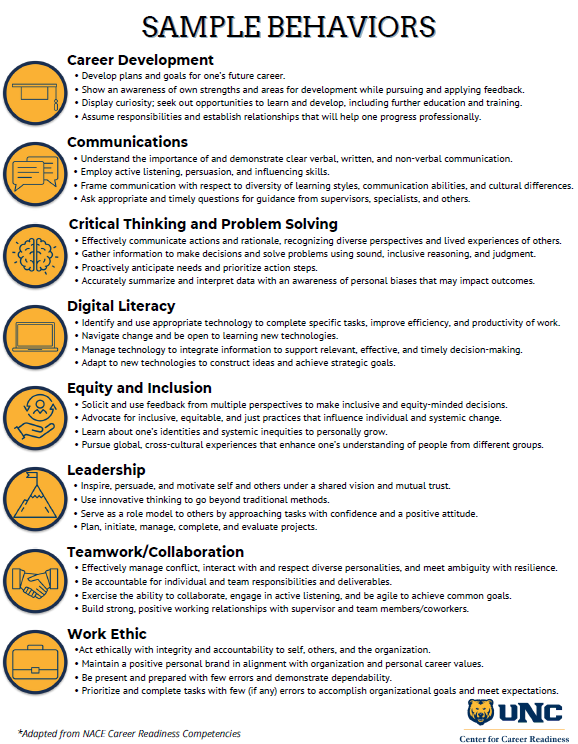 SAMPLE BEHAVIORS
Career Development
• Develop plans and goals for one's future career.
• Show an awareness of own strengths and areas for development while pursuing and applying feedback.
• Display curiosity; seek out opportunities to learn and develop, including further education and training.
• Assume responsibilities and establish relationships that will help one progress professionally.
Communications
• Understand the importance of and demonstrate clear verbal, written, and non-verbal communication.
• Employ active listening, persuasion, and influencing skills.
• Frame communication with respect to diversity of learning styles, communication abilities, and cultural differences.
• Ask appropriate and timely questions for guidance from supervisors, specialists, and others.
Critical Thinking and Problem Solving
• Effectively communicate actions and rationale, recognizing diverse perspectives and lived experiences of others.
• Gather information to make decisions and solve problems using sound, inclusive reasoning, and judgment.
• Proactively anticipate needs and prioritize action steps.
• Accurately summarize and interpret data with an awareness of personal biases that may impact outcomes.
Digital Literacy
• Identify and use appropriate technology to complete specific tasks, improve efficiency, and productivity of work.
• Navigate change and be open to learning new technologies.
• Manage technology to integrate information to support relevant, effective, and timely decision-making.
• Adapt to new technologies to construct ideas and achieve strategic goals.
Equity and Inclusion
• Solicit and use feedback from multiple perspectives to make inclusive and equity-minded decisions.
• Advocate for inclusive, equitable, and just practices that influence individual and systemic change.
• Learn about one's identities and systemic inequities to personally grow.
• Pursue global, cross-cultural experiences that enhance one's understanding of people from different groups.
Leadership
• Inspire, persuade, and motivate self and others under a shared vision and mutual trust.
• Use innovative thinking to go beyond traditional methods.
• Serve as a role model to others by approaching tasks with confidence and a positive attitude.
• Plan, initiate, manage, complete, and evaluate projects.
Teamwork/Collaboration
• Effectively manage conflict, interact with and respect diverse personalities, and meet ambiguity with resilience.
• Be accountable for individual and team responsibilities and deliverables.
• Exercise the ability to collaborate, engage in active listening, and be agile to achieve common goals.
• Build strong, positive working relationships with supervisor and team members/coworkers.
Work Ethic
•Act ethically with integrity and accountability to self, others, and the organization.
• Maintain a positive personal brand in alignment with organization and personal career values.
• Be present and prepared with few errors and demonstrate dependability.
• Prioritize and complete tasks with few (if any) errors to accomplish organizational goals and meet expectations.
UNC
Center for Career Readiness
*Adapted from NACE Career Readiness Competencies